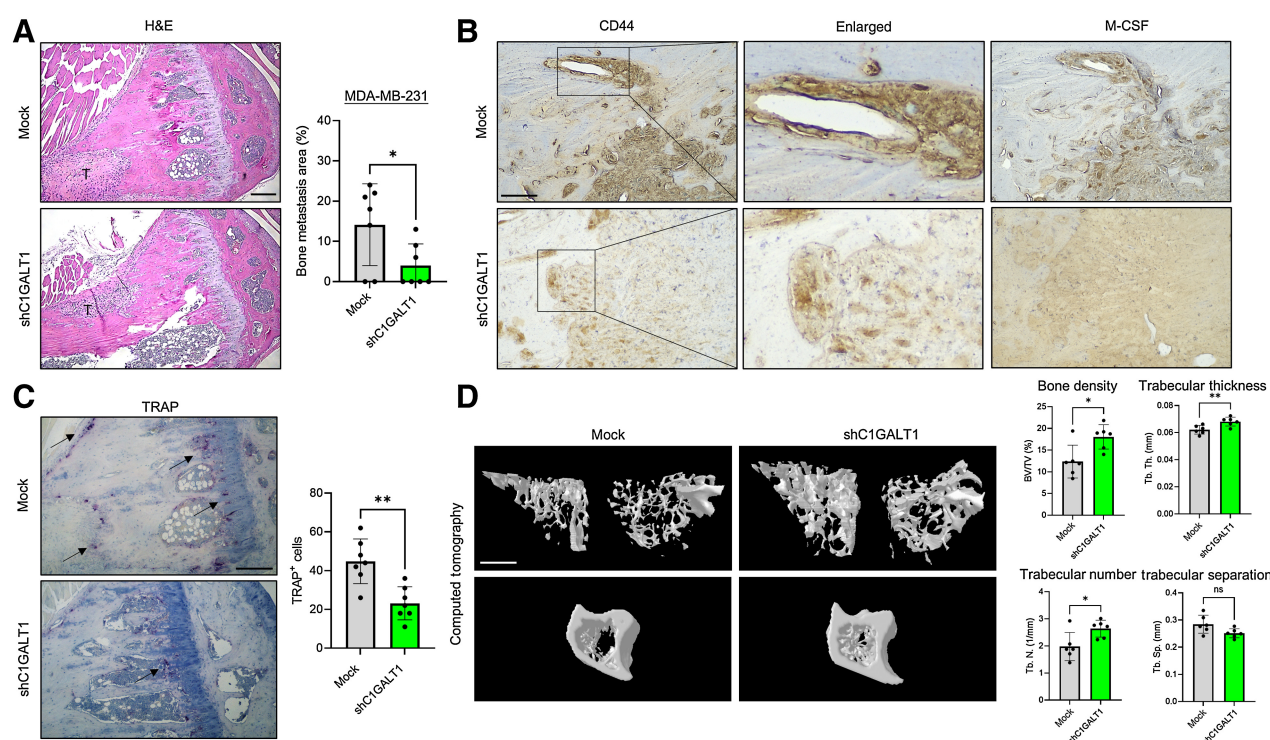 A
H&E
Mock
T
shC1GALT1
T
MDA-MB-231
Bone metastasis area (%)
40
30
20
10
0
*
Mock
shC1GALT1
B
CD44
Enlarged
M-CSF
Mock
shC1GALT1
C
TRAP
Mock
shC1GALT1
TRAP+ cells
80
60
40
20
0
**
Mock
shC1GALT1
D
Mock
shC1GALT1
Computed tomography
Bone density
BV/TV (%)
25
20
15
10
5
0
*
Mock
shC1GALT1
Trabecular thickness
Tb. Th. (mm)
0.08
0.06
0.04
0.02
0.00
**
Mock
shC1GALT1
Trabecular number
Tb. N. (1/mm)
4
3
2
1
0
*
Mock
shC1GALT1
trabecular separation
Tb. Sp. (mm)
0.4
0.3
0.2
0.1
0.0
ns
Mock
shC1GALT1